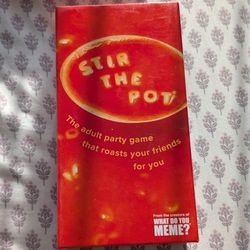 STIR
THE
POT
The adult party game
that roasts your friends
for you
From the creators of
WHAT DO YOU
MEME?